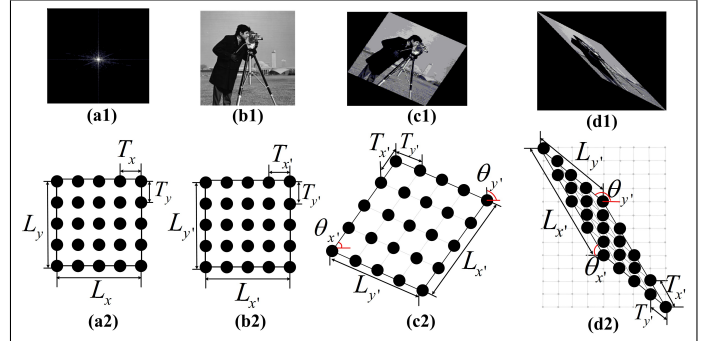 (a1)
(b1)
(c1)
(d1)
T_x
T_y
L_y
L_x
(a2)
T_x'
T_y'
L_y'
L_x'
(b2)
T_x'
T_y'
θ_y'
θ_x'
L_y'
L_x'
(c2)
L_y'
θ_y'
L_x'
θ_x'
T_x'
T_y'
(d2)